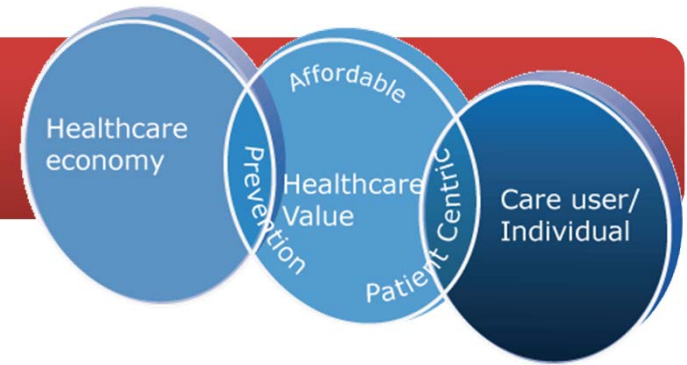 Healthcare
economy
Affordable
Prevention
Healthcare
Value
Patient Centric
Care user/
Individual